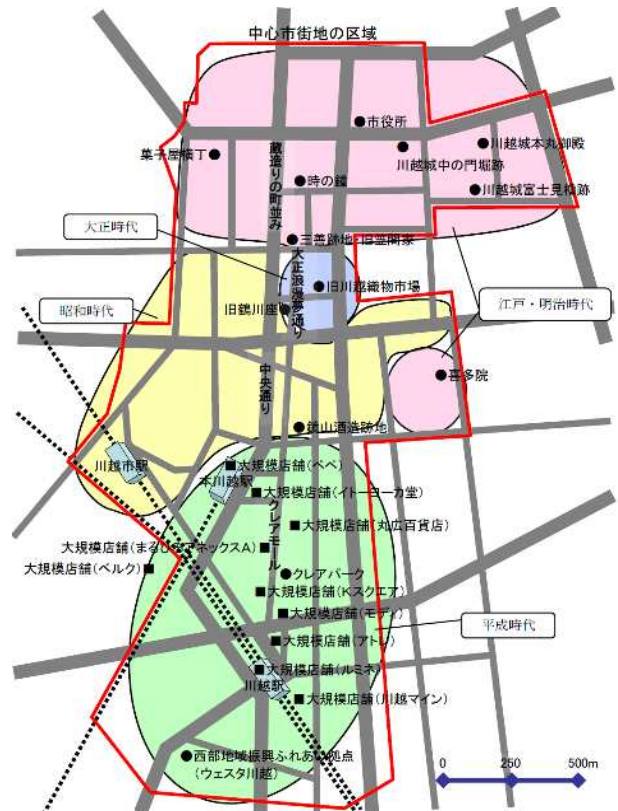 中心市街地の区域
市役所
川越城本丸御殿
菓子屋横丁
川越城中の門堀跡
蔵造りの町並み
時の鐘
川越城富士見櫓跡
大正時代
三善跡地・旧霊閣家
大正浪漫夢通り
旧川越織物市場
昭和時代
旧鶴川座
江戸・明治時代
中央通り
喜多院
鏡山酒造跡地
川越市駅
大規模店舗(ペペ)
本川越駅
大規模店舗(イトーヨーカ堂)
クレアモール
大規模店舗(丸広百貨店)
大規模店舗(まるひろアネックスA)
大規模店舗(ベルク)
クレアパーク
大規模店舗(Kスクエア)
大規模店舗(モディ)
平成時代
大規模店舗(アトレ)
大規模店舗(ルミネ)
川越駅
大規模店舗(川越マイン)
西部地域振興ふれあい拠点
(ウェスタ川越)
0 250 500m